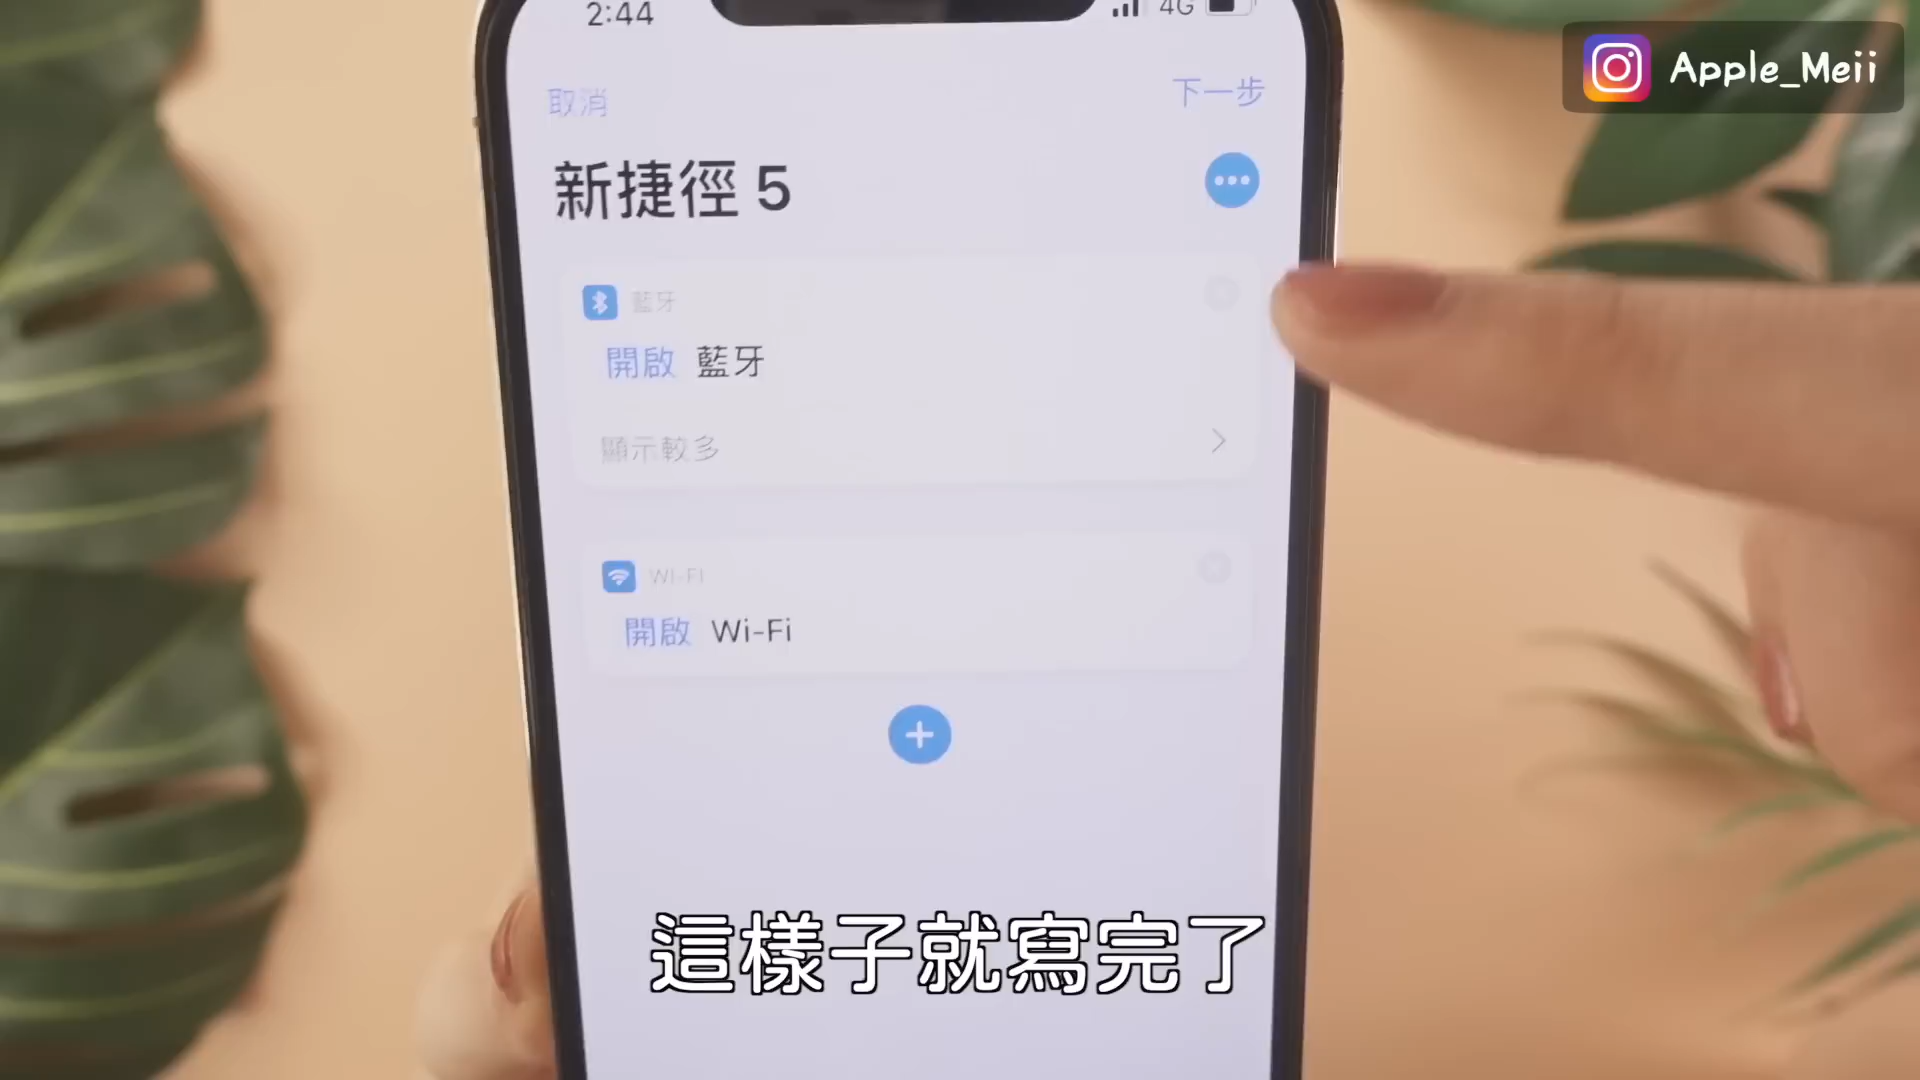 2:44
4G
Apple_Meii
取消
下一步
新捷徑 5
藍牙
開啟 藍牙
顯示較多
WI-FI
開啟 Wi-Fi
這樣子就寫完了